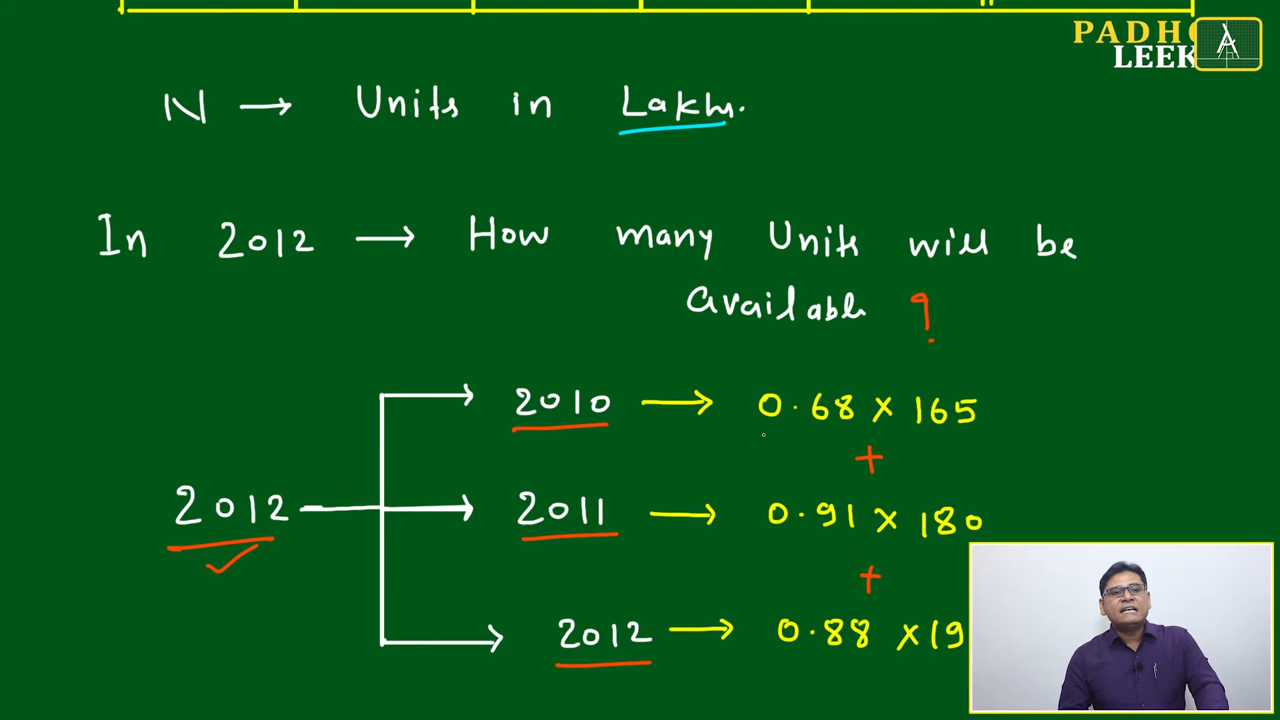 PADHO
LEEK
N → Units in Lakh.
In 2012 → How many Units will be
available ?
2010 → 0.68 × 165
+
2012 → 2011 → 0.91 × 180
+
2012 → 0.88 × 19